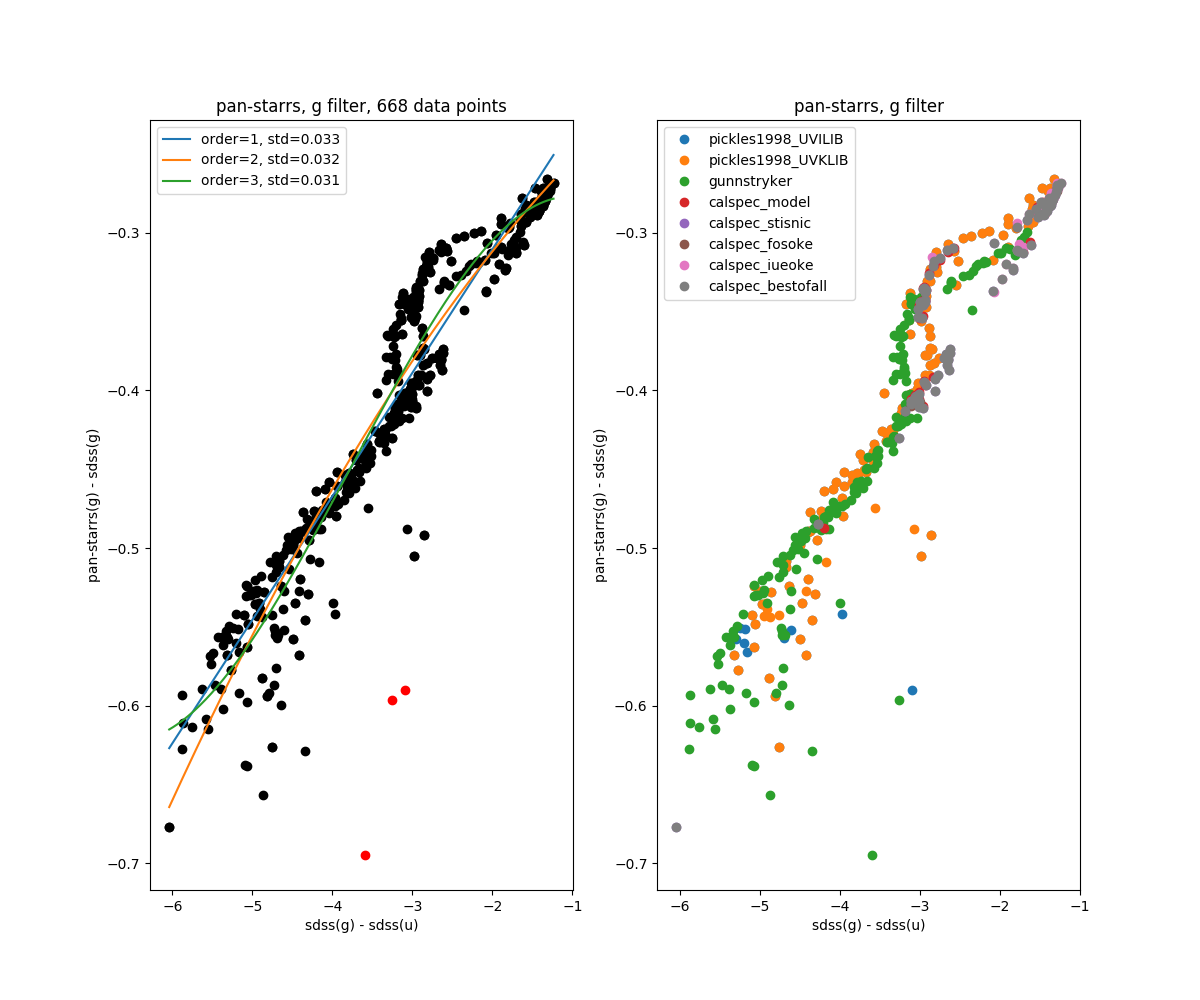 pan-starrs, g filter, 668 data points
order=1, std=0.033
order=2, std=0.032
order=3, std=0.031
−0.3
−0.4
−0.5
−0.6
−0.7
pan-starrs(g) - sdss(g)
−6
−5
−4
−3
−2
−1
sdss(g) - sdss(u)
pan-starrs, g filter
pickles1998_UVILIB
pickles1998_UVKLIB
gunnstryker
calspec_model
calspec_stisnic
calspec_fosoke
calspec_iueoke
calspec_bestofall
−0.3
−0.4
−0.5
−0.6
−0.7
pan-starrs(g) - sdss(g)
−6
−5
−4
−3
−2
−1
sdss(g) - sdss(u)